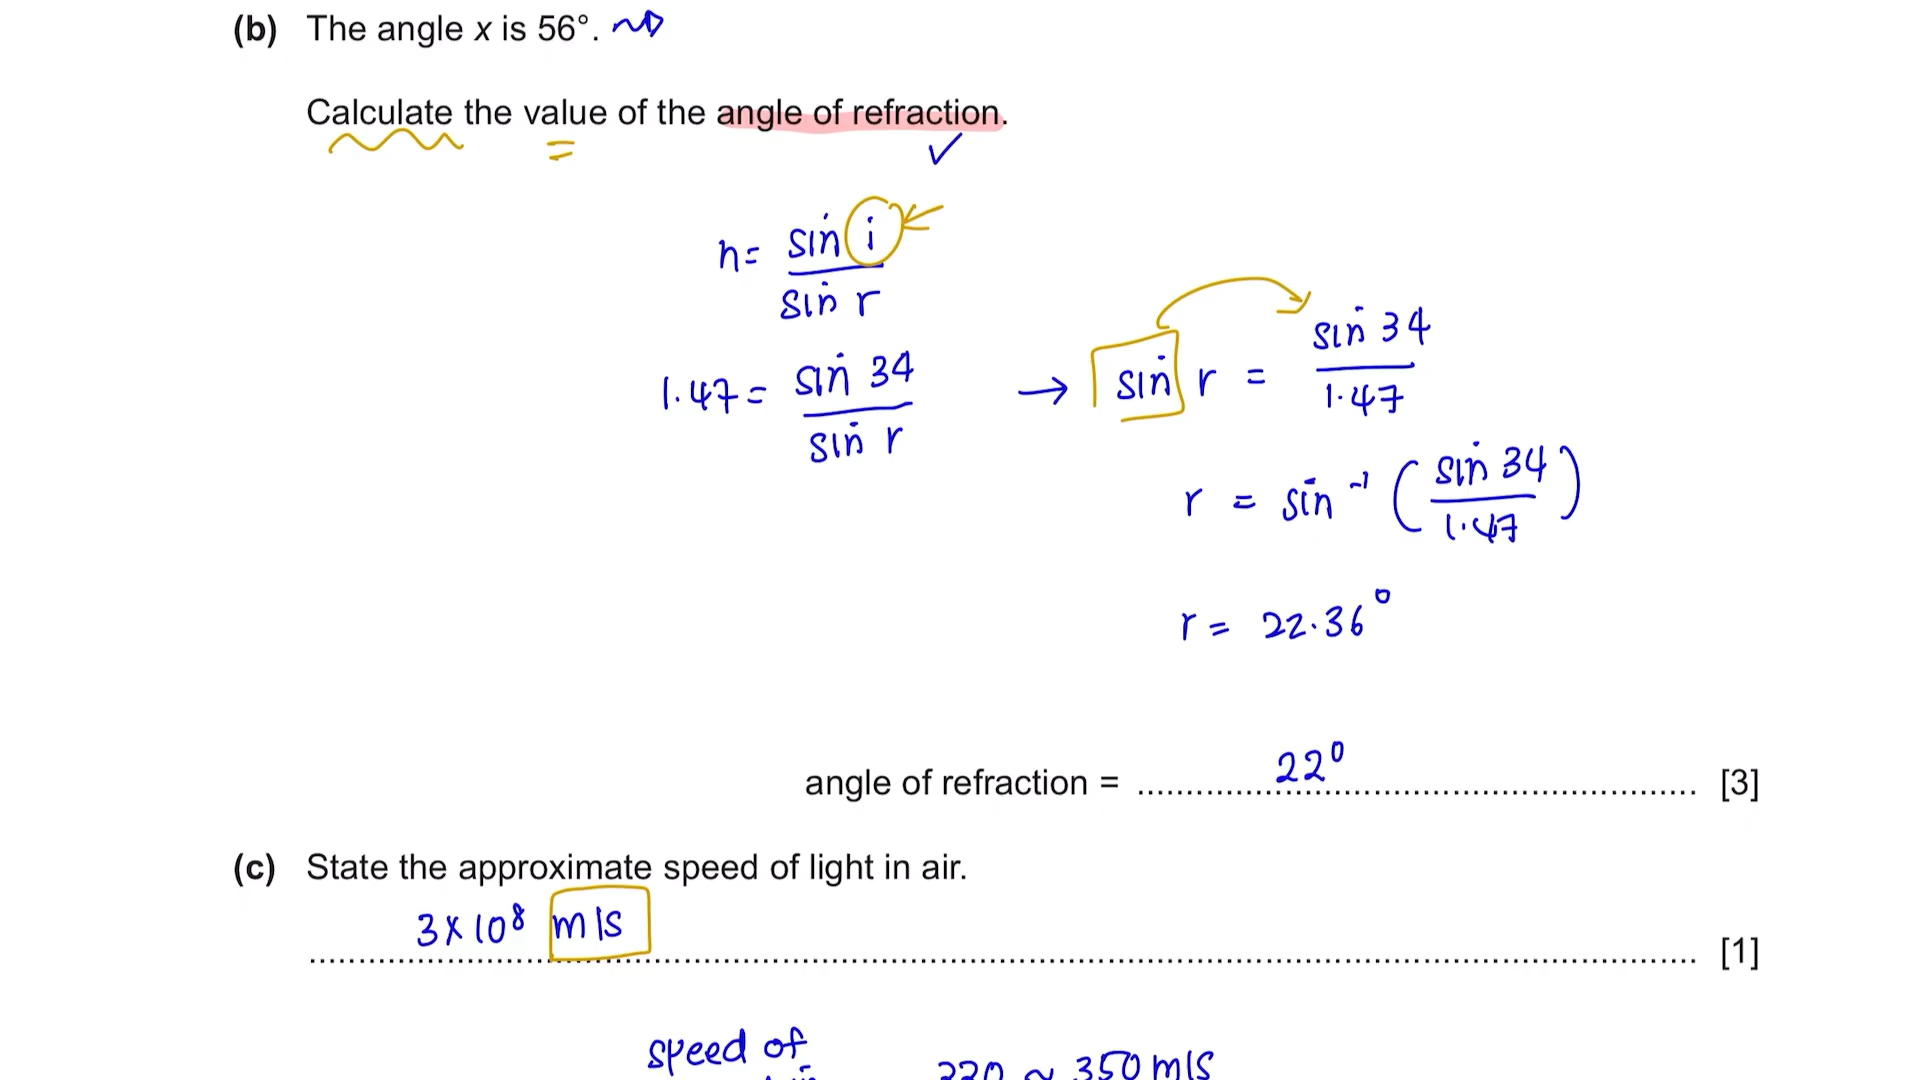 (b) The angle x is 56°.
Calculate the value of the angle of refraction.
n = sin i / sin r
1.47 = sin 34 / sin r → sin r = sin 34 / 1.47
r = sin⁻¹ (sin 34 / 1.47)
r = 22.36°
angle of refraction = 22° [3]
(c) State the approximate speed of light in air.
3 x 10⁸ m/s [1]
speed of
350 m/s